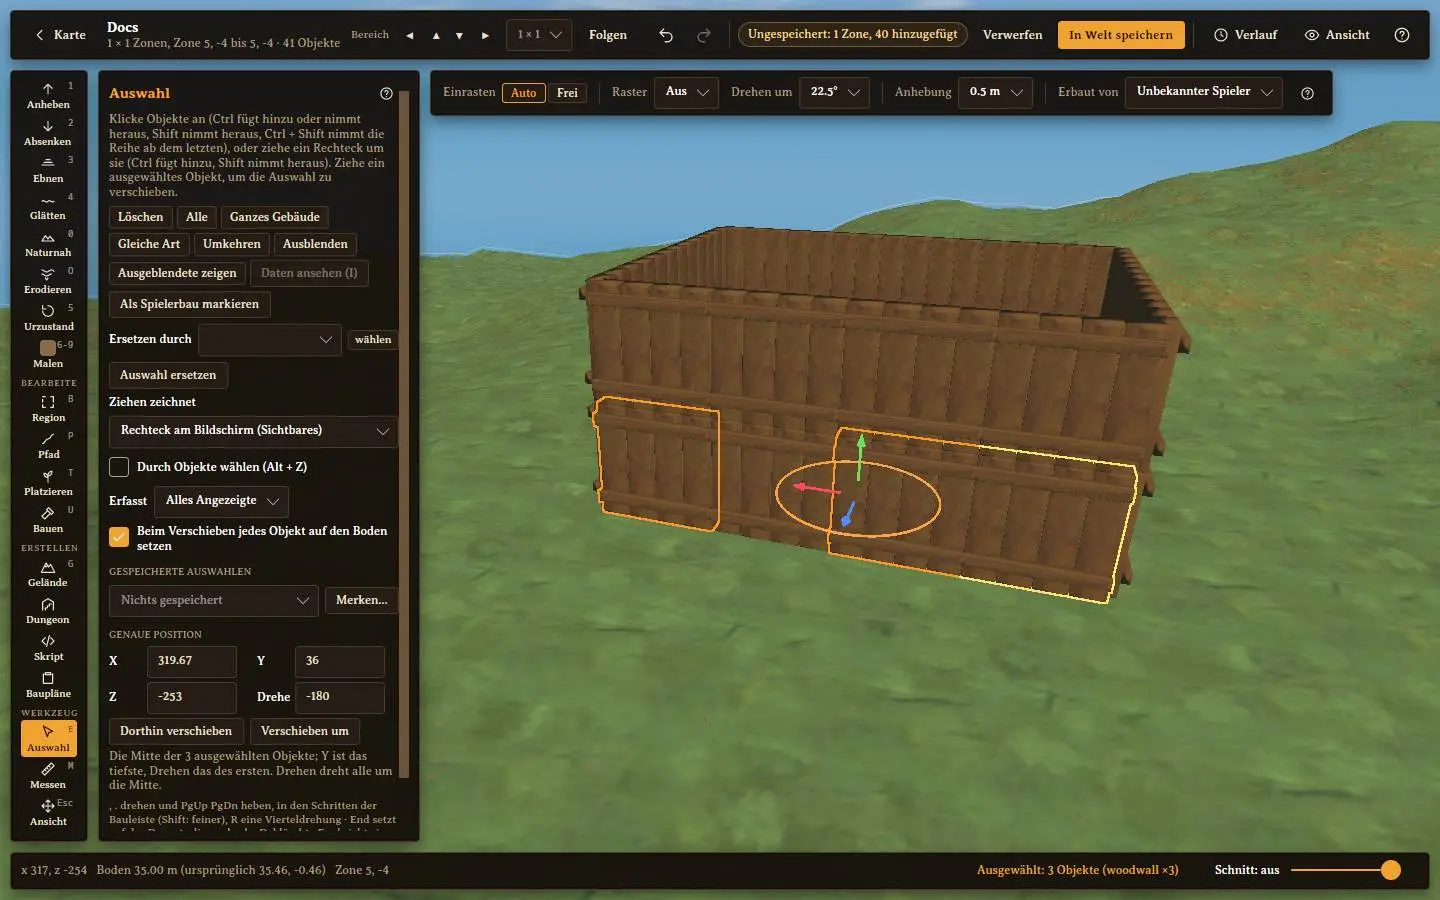 Karte
Docs
1 × 1 Zonen, Zone 5, -4 bis 5, -4 · 41 Objekte
Bereich
1 × 1
Folgen
Ungespeichert: 1 Zone, 40 hinzugefügt
Verwerfen
In Welt speichern
Verlauf
Ansicht
1
Anheben
2
Absenken
3
Ebnen
4
Glätten
0
Naturnah
O
Erodieren
5
Urzustand
6-9
Malen
BEARBEITE
B
Region
P
Pfad
T
Platzieren
U
Bauen
ERSTELLEN
G
Gelände
Dungeon
Skript
Baupläne
WERKZEUG
E
Auswahl
M
Messen
Esc
Ansicht
Auswahl
Klicke Objekte an (Ctrl fügt hinzu oder nimmt
heraus, Shift nimmt heraus, Ctrl + Shift nimmt die
Reihe ab dem letzten), oder ziehe ein Rechteck um
sie (Ctrl fügt hinzu, Shift nimmt heraus). Ziehe ein
ausgewähltes Objekt, um die Auswahl zu
verschieben.
Löschen Alle Ganzes Gebäude
Gleiche Art Umkehren Ausblenden
Ausgeblendete zeigen Daten ansehen (I)
Als Spielerbau markieren
Ersetzen durch wählen
Auswahl ersetzen
Ziehen zeichnet
Rechteck am Bildschirm (Sichtbares)
Durch Objekte wählen (Alt + Z)
Erfasst Alles Angezeigte
Beim Verschieben jedes Objekt auf den Boden
setzen
GESPEICHERTE AUSWAHLEN
Nichts gespeichert Merken...
GENAUE POSITION
X 319.67 Y 36
Z -253 Drehe -180
Dorthin verschieben Verschieben um
Die Mitte der 3 ausgewählten Objekte; Y ist das
tiefste, Drehen das des ersten. Drehen dreht alle um
die Mitte.
, . drehen und PgUp PgDn heben, in den Schritten der
Bauleiste (Shift: feiner), R eine Vierteldrehung · End setzt
Einrasten Auto Frei Raster Aus Drehen um 22.5° Anhebung 0.5 m Erbaut von Unbekannter Spieler
x 317, z -254 Boden 35.00 m (ursprünglich 35.46, -0.46) Zone 5, -4
Ausgewählt: 3 Objekte (woodwall ×3)
Schnitt: aus